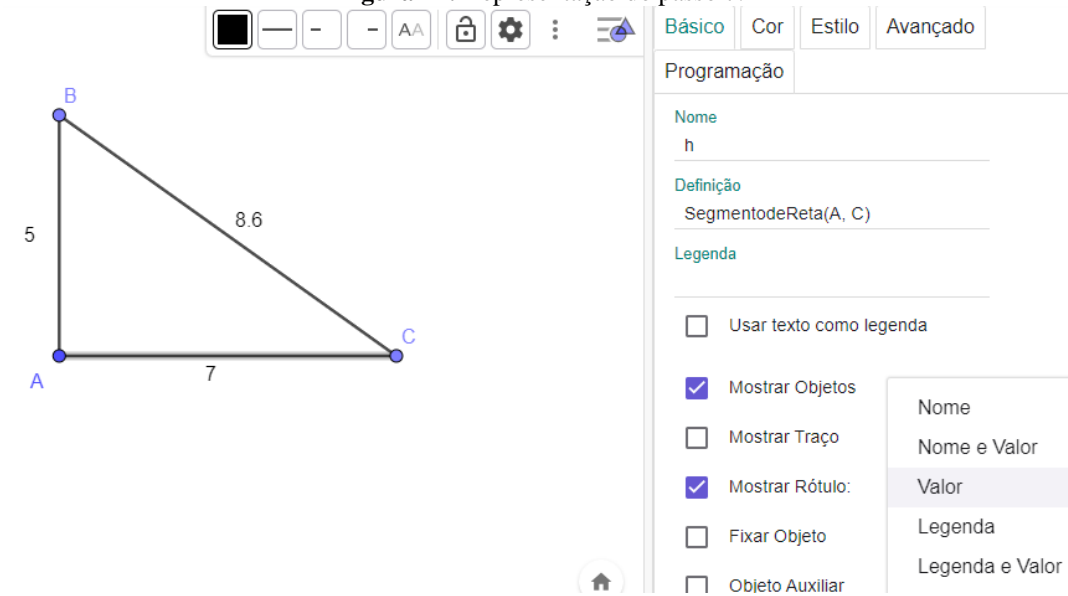 AA
Básico Cor Estilo Avançado
Programação
B
5
8.6
A
7
C
Nome
h
Definição
SegmentodeReta(A, C)
Legenda
Usar texto como legenda
Mostrar Objetos
Mostrar Traço
Mostrar Rótulo:
Fixar Objeto
Objeto Auxiliar
Nome
Nome e Valor
Valor
Legenda
Legenda e Valor